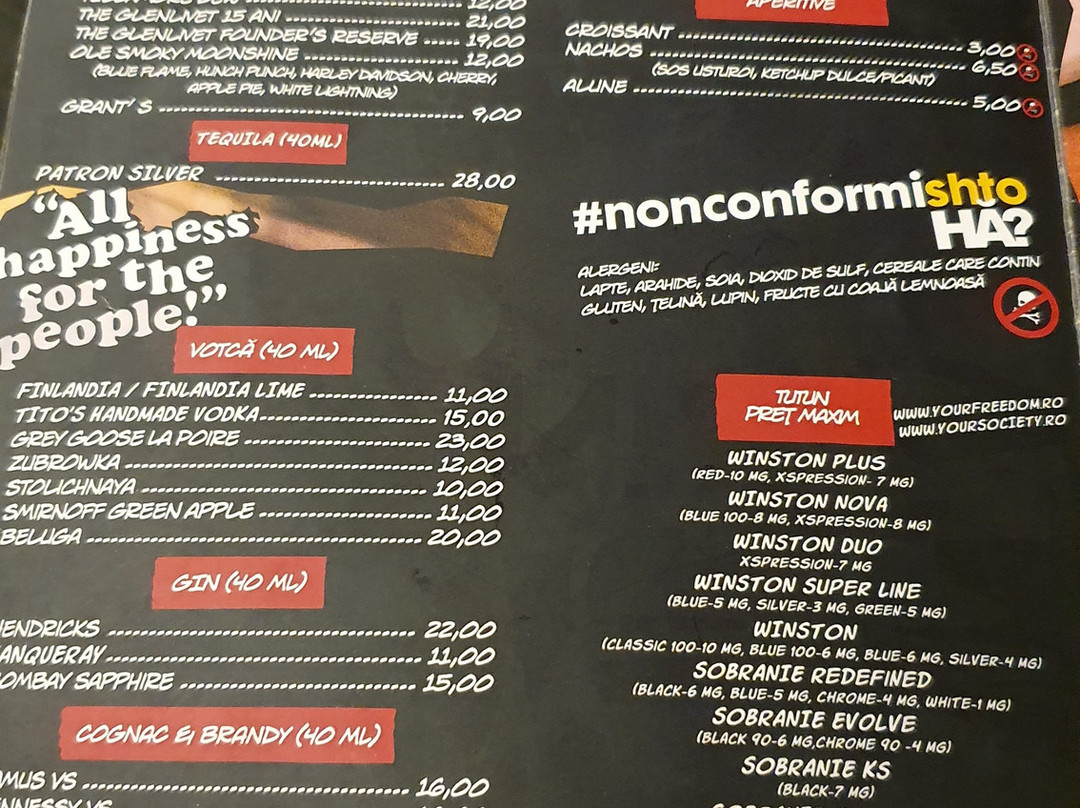 12,00
THE GLENLIVET 15 ANI 21,00
THE GLENLIVET FOUNDER'S RESERVE 19,00
OLE SMOKY MOONSHINE 12,00
(BLUE FLAME, HUNCH PUNCH, HARLEY DAVIDSON, CHERRY,
APPLE PIE, WHITE LIGHTNING)
GRANT'S 9,00
TEQUILA (40ML)
PATRON SILVER 28,00
"All
happiness
for the
people!"
VOTCĂ (40 ML)
FINLANDIA / FINLANDIA LIME 11,00
TITO'S HANDMADE VODKA 15,00
GREY GOOSE LA POIRE 23,00
ZUBROWKA 12,00
STOLICHNAYA 10,00
SMIRNOFF GREEN APPLE 11,00
BELUGA 20,00
GIN (40 ML)
ENDRICKS 22,00
ANQUERAY 11,00
OMBAY SAPPHIRE 15,00
COGNAC & BRANDY (40 ML)
MUS VS 16,00
APERITIVE
CROISSANT 3,00
NACHOS 6,50
(SOS USTUROI, KETCHUP DULCE/PICANT)
ALUNE 5,00
#nonconformishto
HĂ?
ALERGENI:
LAPTE, ARAHIDE, SOIA, DIOXID DE SULF, CEREALE CARE CONTIN
GLUTEN, ȚELINĂ, LUPIN, FRUCTE CU COAJĂ LEMNOASĂ
TUTUN
PREȚ MAXIM
WWW.YOURFREEDOM.RO
WWW.YOURSOCIETY.RO
WINSTON PLUS
(RED-10 MG, XSPRESSION- 7 MG)
WINSTON NOVA
(BLUE 100-8 MG, XSPRESSION-8 MG)
WINSTON DUO
XSPRESSION-7 MG
WINSTON SUPER LINE
(BLUE-5 MG, SILVER-3 MG, GREEN-5 MG)
WINSTON
(CLASSIC 100-10 MG, BLUE 100-6 MG, BLUE-6 MG, SILVER-4 MG)
SOBRANIE REDEFINED
(BLACK-6 MG, BLUE-5 MG, CHROME-4 MG, WHITE-1 MG)
SOBRANIE EVOLVE
(BLACK 90-6 MG,CHROME 90 -4 MG)
SOBRANIE KS
(BLACK-7 MG)